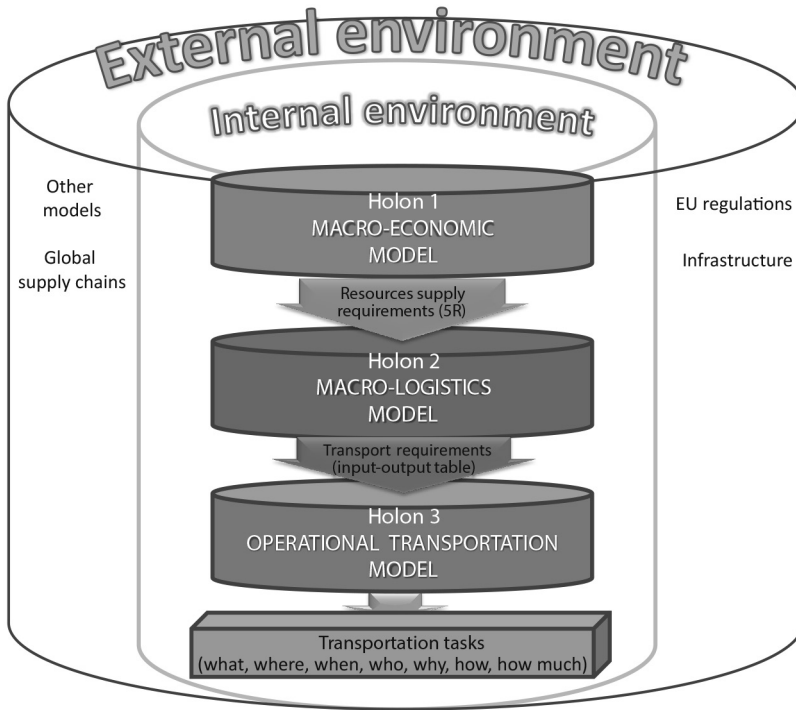 External environment
Internal environment
Other
models
Global
supply chains
EU regulations
Infrastructure
Holon 1
MACRO-ECONOMIC
MODEL
Resources supply
requirements (5R)
Holon 2
MACRO-LOGISTICS
MODEL
Transport requirements
(input-output table)
Holon 3
OPERATIONAL TRANSPORTATION
MODEL
Transportation tasks
(what, where, when, who, why, how, how much)